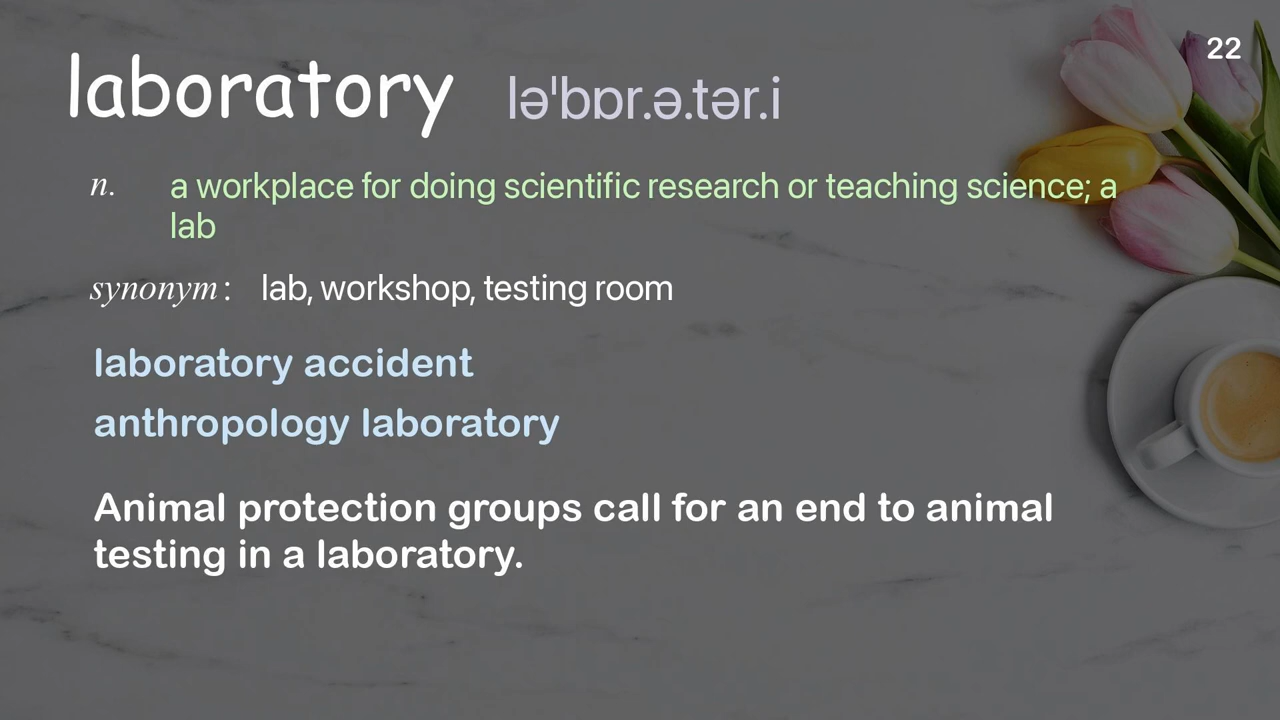 22
laboratory ləˈbɒr.ə.tər.i
n. a workplace for doing scientific research or teaching science; a
lab
synonym: lab, workshop, testing room
laboratory accident
anthropology laboratory
Animal protection groups call for an end to animal
testing in a laboratory.